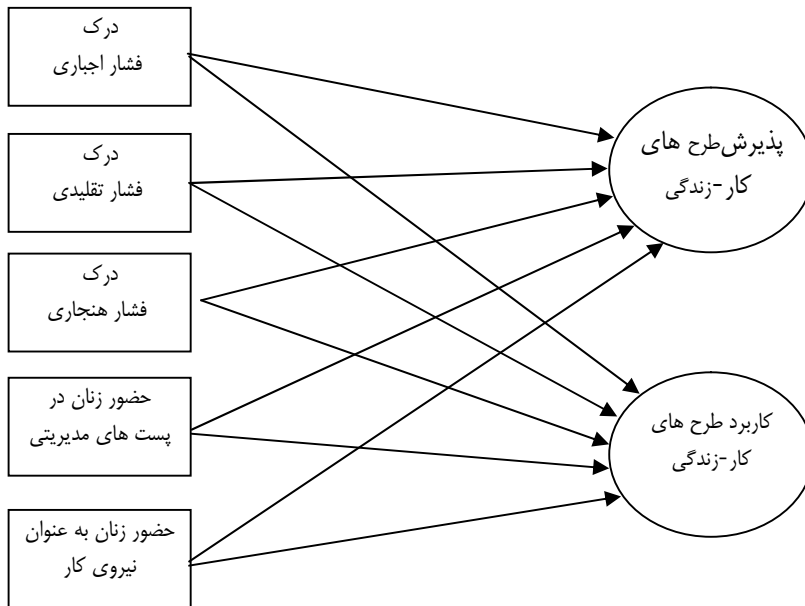 درک
فشار اجباری
درک
فشار تقلیدی
درک
فشار هنجاری
حضور زنان در
پست های مدیریتی
حضور زنان به عنوان
نیروی کار
پذیرش طرح های
کار-زندگی
کاربرد طرح های
کار-زندگی